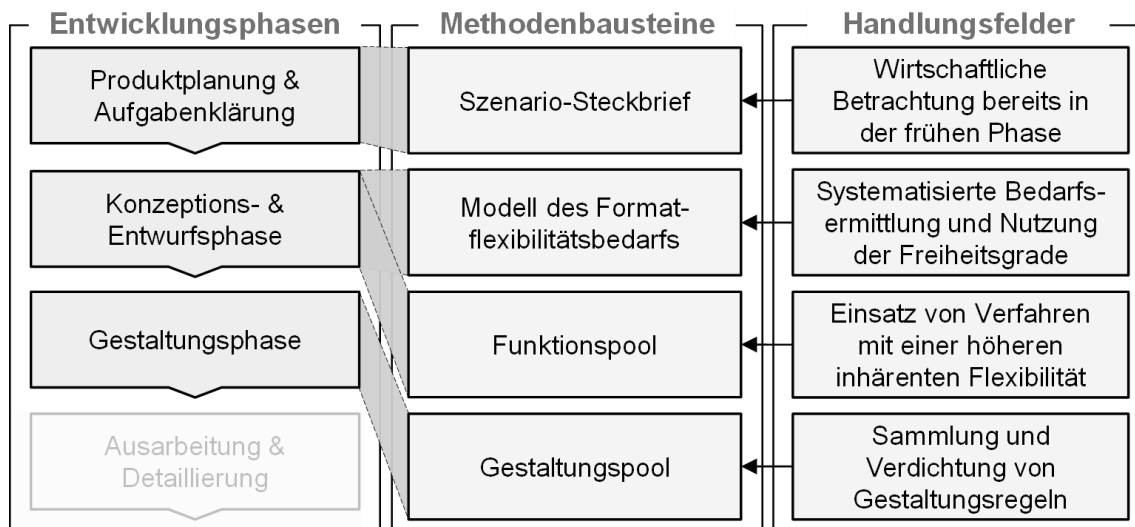 Entwicklungsphasen
Produktplanung &
Aufgabenklärung
Konzeptions- &
Entwurfsphase
Gestaltungsphase
Ausarbeitung &
Detaillierung
Methodenbausteine
Szenario-Steckbrief
Modell des Format-
flexibilitätsbedarfs
Funktionspool
Gestaltungspool
Handlungsfelder
Wirtschaftliche
Betrachtung bereits in
der frühen Phase
Systematisierte Bedarfs-
ermittlung und Nutzung
der Freiheitsgrade
Einsatz von Verfahren
mit einer höheren
inhärenten Flexibilität
Sammlung und
Verdichtung von
Gestaltungsregeln